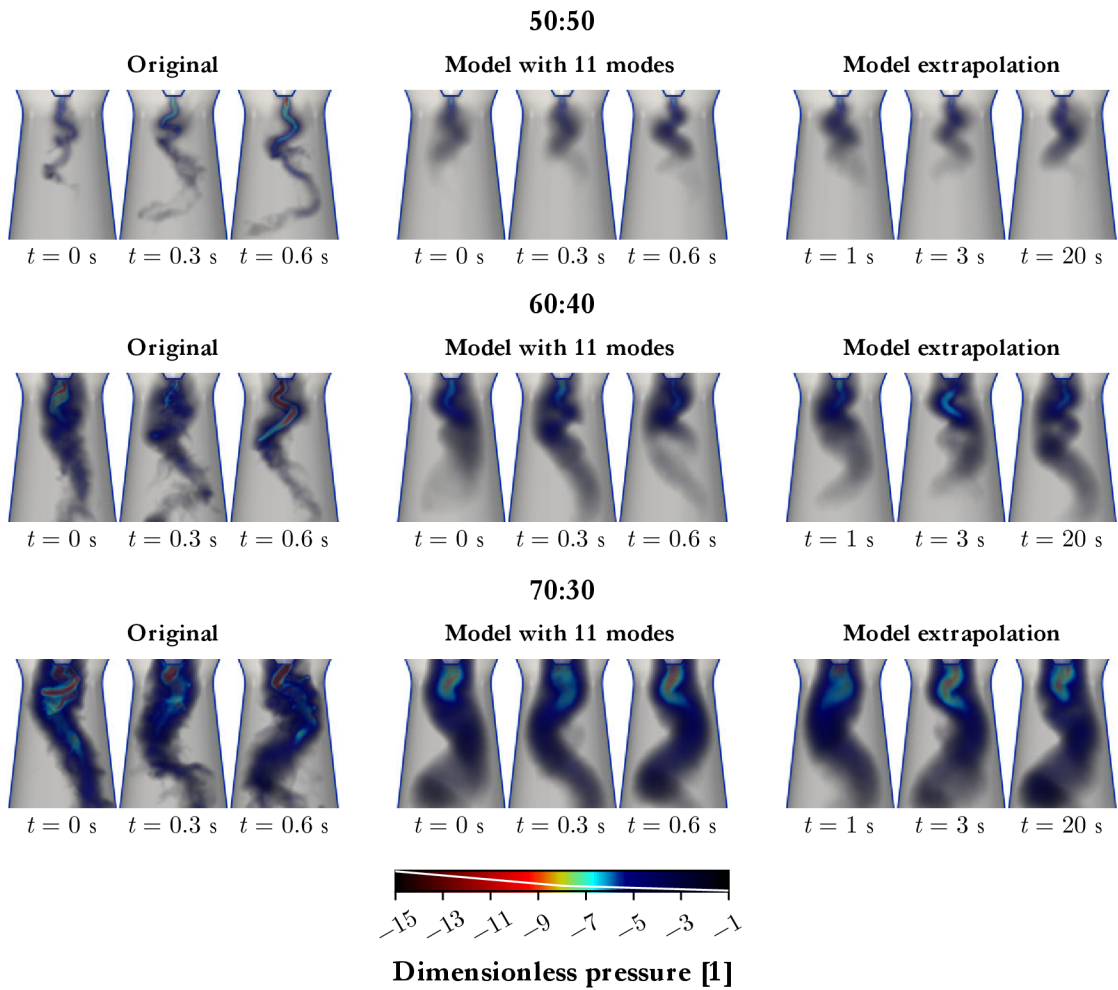 50:50
Original Model with 11 modes Model extrapolation
t = 0 s t = 0.3 s t = 0.6 s t = 0 s t = 0.3 s t = 0.6 s t = 1 s t = 3 s t = 20 s
60:40
Original Model with 11 modes Model extrapolation
t = 0 s t = 0.3 s t = 0.6 s t = 0 s t = 0.3 s t = 0.6 s t = 1 s t = 3 s t = 20 s
70:30
Original Model with 11 modes Model extrapolation
t = 0 s t = 0.3 s t = 0.6 s t = 0 s t = 0.3 s t = 0.6 s t = 1 s t = 3 s t = 20 s
−15 −13 −11 −9 −7 −5 −3 −1
Dimensionless pressure [1]